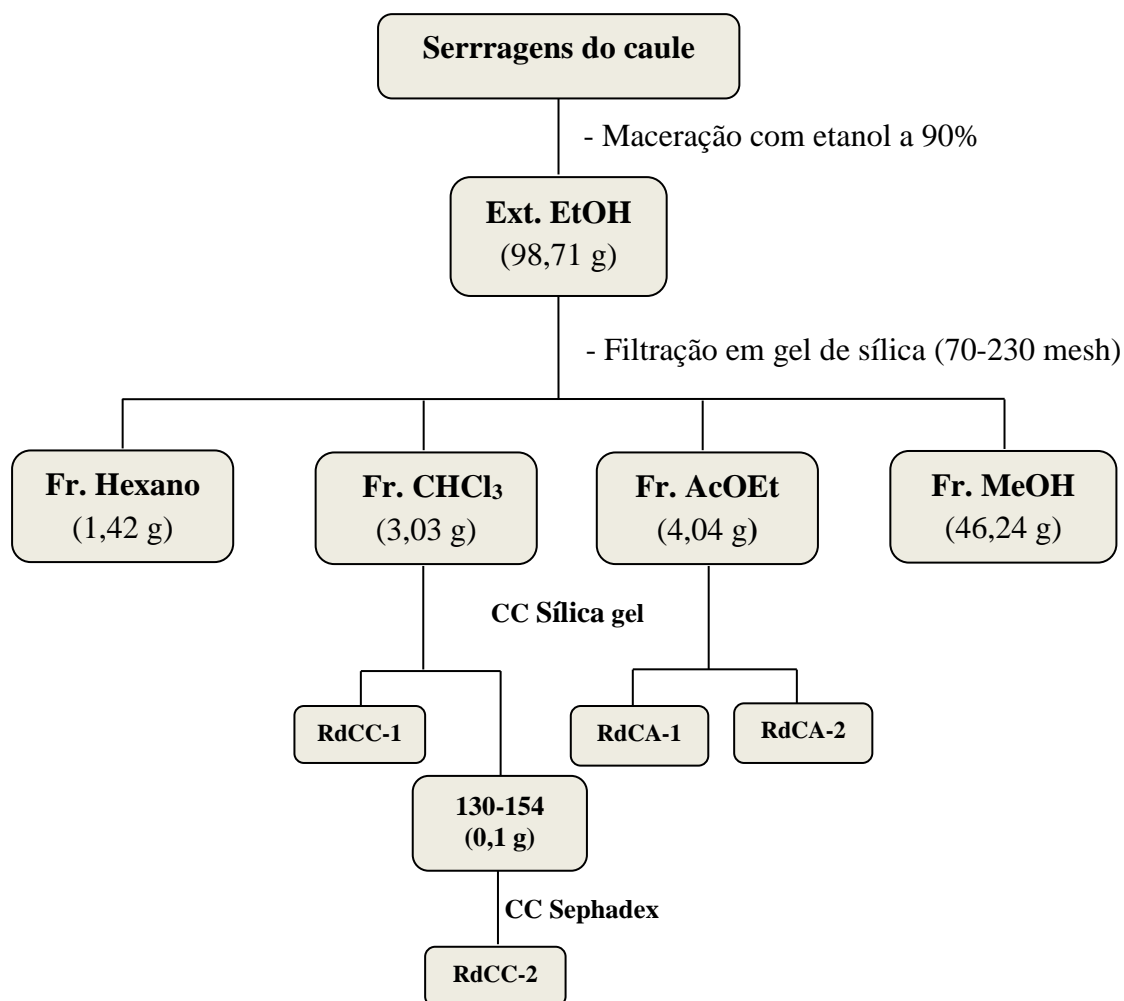 Serrragens do caule
- Maceração com etanol a 90%
Ext. EtOH
(98,71 g)
- Filtração em gel de sílica (70-230 mesh)
Fr. Hexano
(1,42 g)
Fr. CHCl₃
(3,03 g)
Fr. AcOEt
(4,04 g)
Fr. MeOH
(46,24 g)
CC Sílica gel
RdCC-1
RdCA-1
RdCA-2
130-154
(0,1 g)
CC Sephadex
RdCC-2